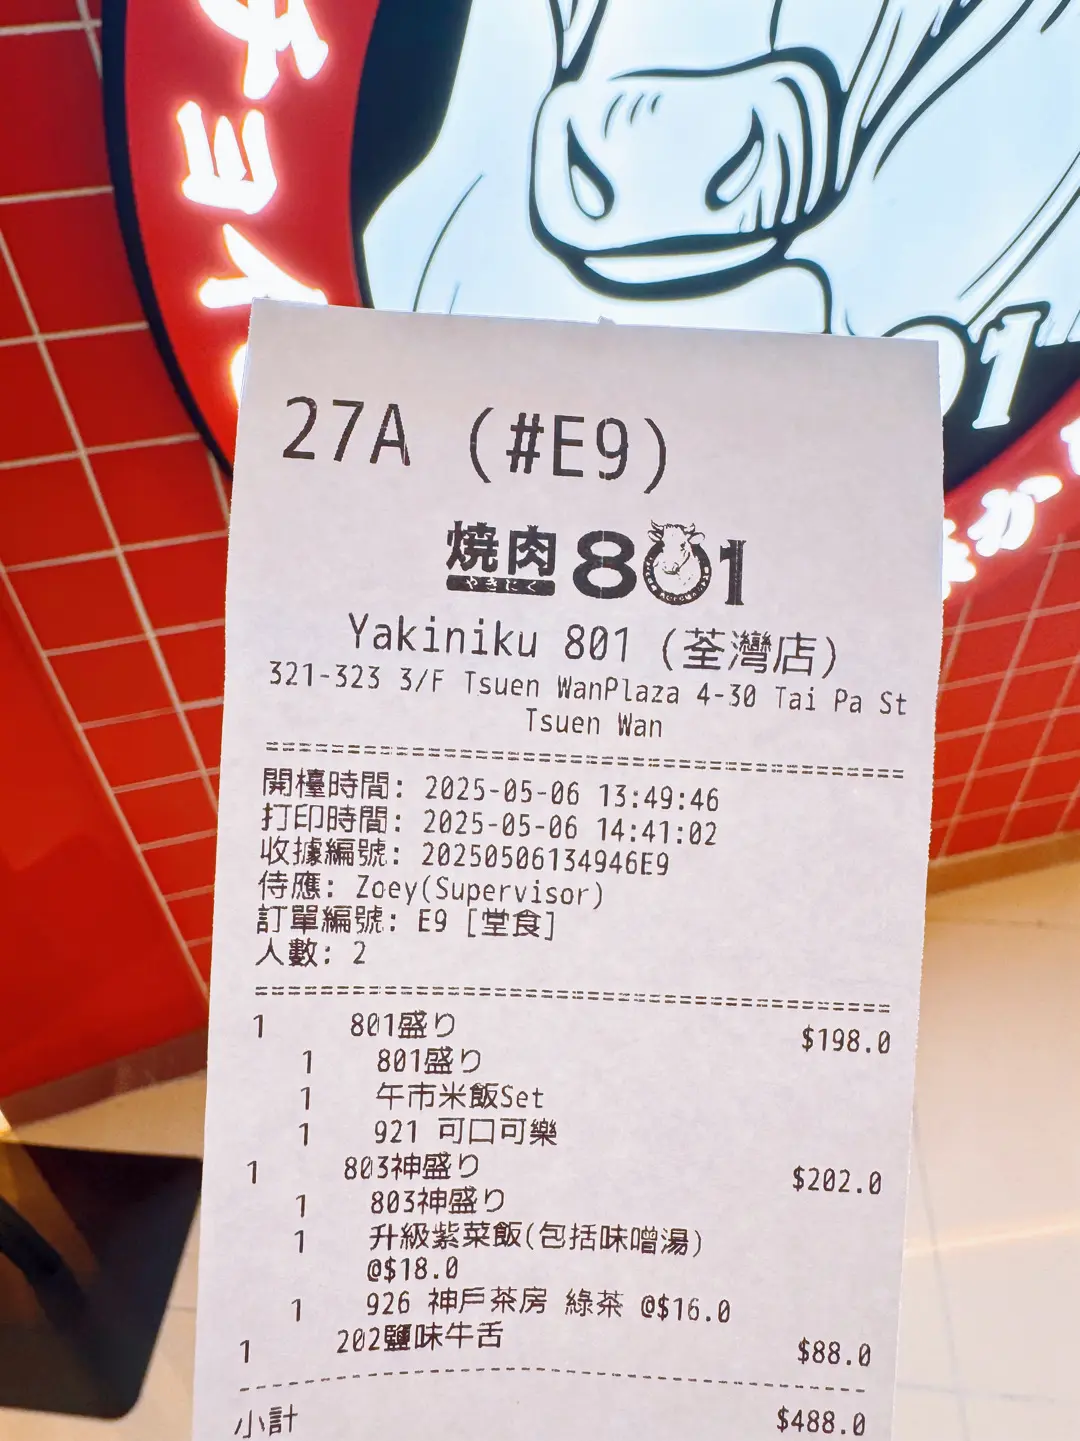 ミ
ヨ
1
が
27A (#E9)
焼肉801
やきにく
Yakiniku 801 (荃灣店)
321-323 3/F Tsuen WanPlaza 4-30 Tai Pa St
Tsuen Wan
開檯時間: 2025-05-06 13:49:46
打印時間: 2025-05-06 14:41:02
收據編號: 20250506134946E9
侍應: Zoey(Supervisor)
訂單編號: E9 [堂食]
人數: 2
1 801盛り $198.0
1 801盛り
1 午市米飯Set
1 921 可口可樂
1 803神盛り $202.0
1 803神盛り
1 升級紫菜飯(包括味噌湯)
@$18.0
1 926 神戶茶房 綠茶 @$16.0
1 202鹽味牛舌 $88.0
小計 $488.0